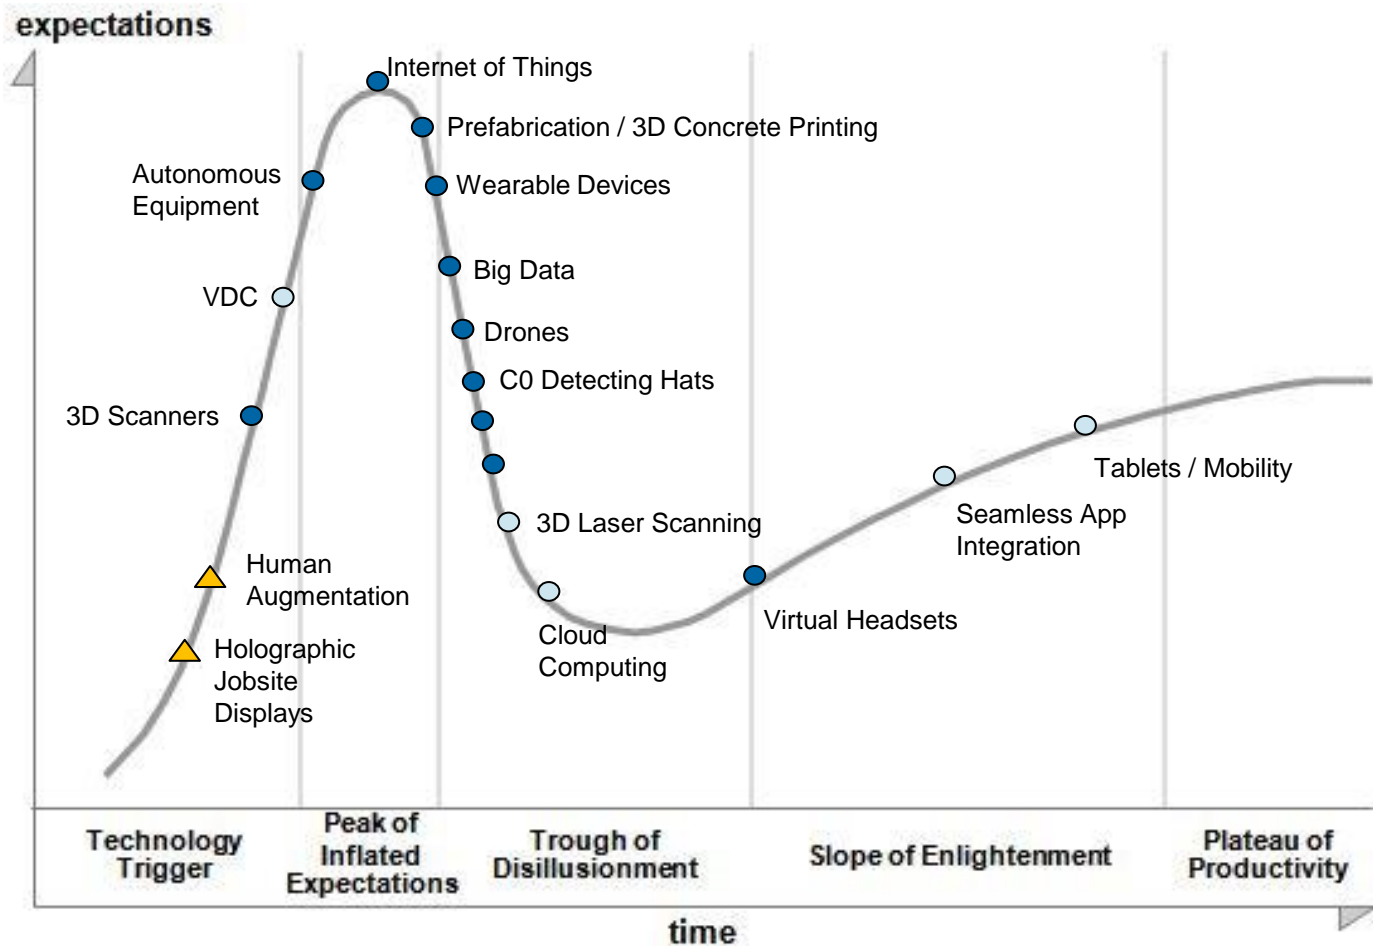 expectations
Internet of Things
Prefabrication / 3D Concrete Printing
Autonomous
Equipment
Wearable Devices
Big Data
VDC
Drones
C0 Detecting Hats
3D Scanners
Tablets / Mobility
Seamless App
Integration
3D Laser Scanning
Human
Augmentation
Virtual Headsets
Cloud
Computing
Holographic
Jobsite
Displays
Technology
Trigger
Peak of
Inflated
Expectations
Trough of
Disillusionment
Slope of Enlightenment
Plateau of
Productivity
time